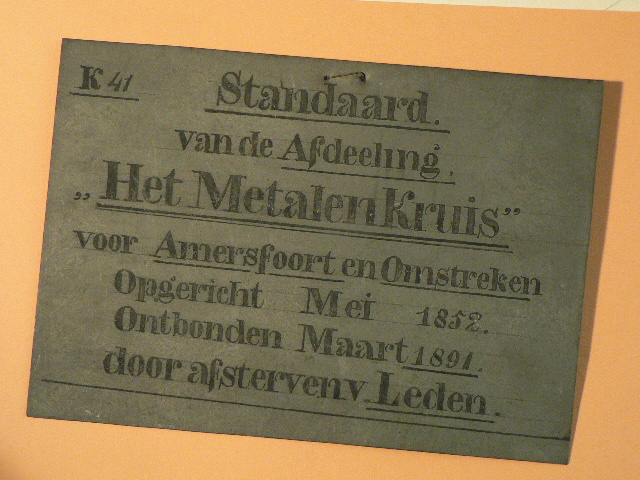 K 41
Standaard.
van de Afdeeling.
„Het Metalen Kruis”
voor Amersfoort en Omstreken
Opgericht Mei 1852.
Ontbonden Maart 1891.
door afsterven v. Leden.